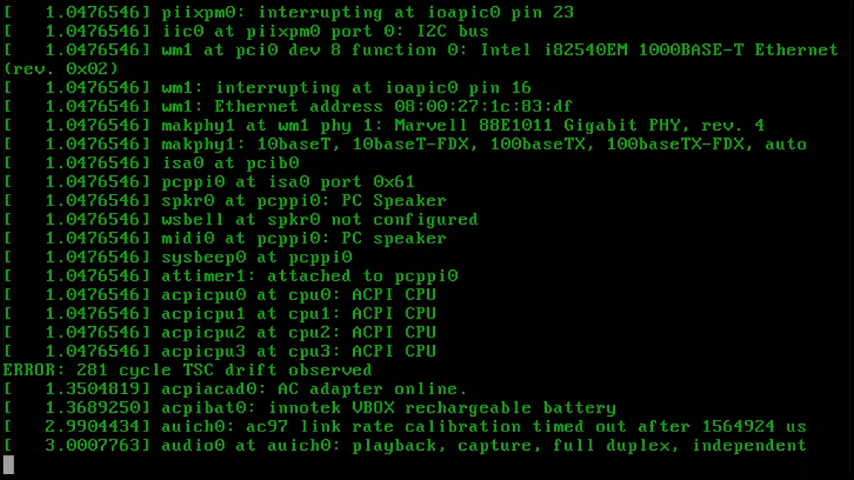 [   1.0476546] piixpm0: interrupting at ioapic0 pin 23
[   1.0476546] iic0 at piixpm0 port 0: I2C bus
[   1.0476546] wm1 at pci0 dev 8 function 0: Intel i82540EM 1000BASE-T Ethernet
(rev. 0x02)
[   1.0476546] wm1: interrupting at ioapic0 pin 16
[   1.0476546] wm1: Ethernet address 08:00:27:1c:83:df
[   1.0476546] makphy1 at wm1 phy 1: Marvell 88E1011 Gigabit PHY, rev. 4
[   1.0476546] makphy1: 10baseT, 10baseT-FDX, 100baseTX, 100baseTX-FDX, auto
[   1.0476546] isa0 at pcib0
[   1.0476546] pcppi0 at isa0 port 0x61
[   1.0476546] spkr0 at pcppi0: PC Speaker
[   1.0476546] wsbell at spkr0 not configured
[   1.0476546] midi0 at pcppi0: PC speaker
[   1.0476546] sysbeep0 at pcppi0
[   1.0476546] attimer1: attached to pcppi0
[   1.0476546] acpicpu0 at cpu0: ACPI CPU
[   1.0476546] acpicpu1 at cpu1: ACPI CPU
[   1.0476546] acpicpu2 at cpu2: ACPI CPU
[   1.0476546] acpicpu3 at cpu3: ACPI CPU
ERROR: 281 cycle TSC drift observed
[   1.3504819] acpiacad0: AC adapter online.
[   1.3689250] acpibat0: innotek VBOX rechargeable battery
[   2.9904434] auich0: ac97 link rate calibration timed out after 1564924 us
[   3.0007763] audio0 at auich0: playback, capture, full duplex, independent